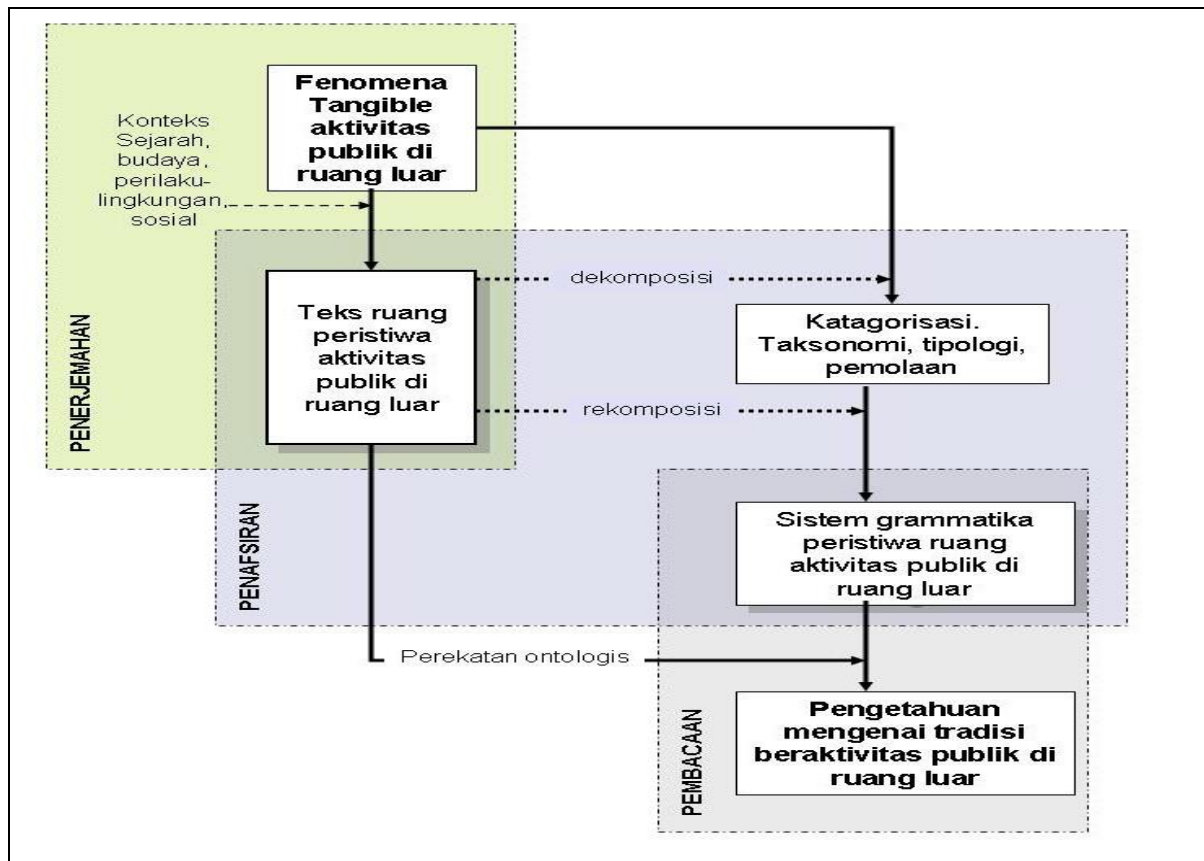 Fenomena
Tangible
aktivitas
publik di
ruang luar
Konteks
Sejarah,
budaya,
perilaku-
lingkungan,
sosial
PENERJEMAHAN
Teks ruang
peristiwa
aktivitas
publik di
ruang luar
dekomposisi
Katagorisasi.
Taksonomi, tipologi,
pemolaan
rekomposisi
PENAFSIRAN
Sistem grammatika
peristiwa ruang
aktivitas publik di
ruang luar
Perekatan ontologis
PEMBACAAN
Pengetahuan
mengenai tradisi
beraktivitas publik di
ruang luar